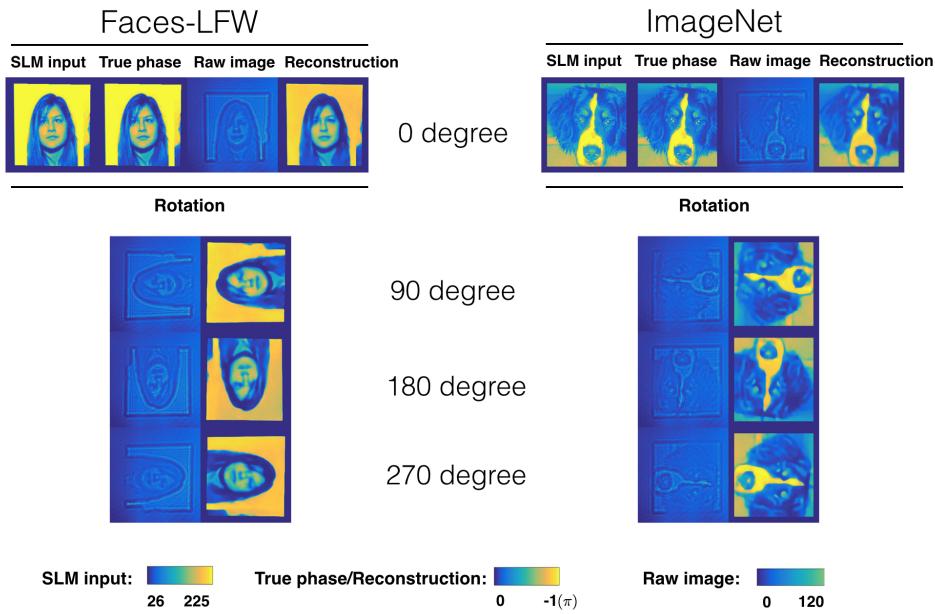 Faces-LFW
ImageNet
SLM input True phase Raw image Reconstruction
SLM input True phase Raw image Reconstruction
0 degree
Rotation
Rotation
90 degree
180 degree
270 degree
SLM input:
26 225
True phase/Reconstruction:
0 -1(π)
Raw image:
0 120